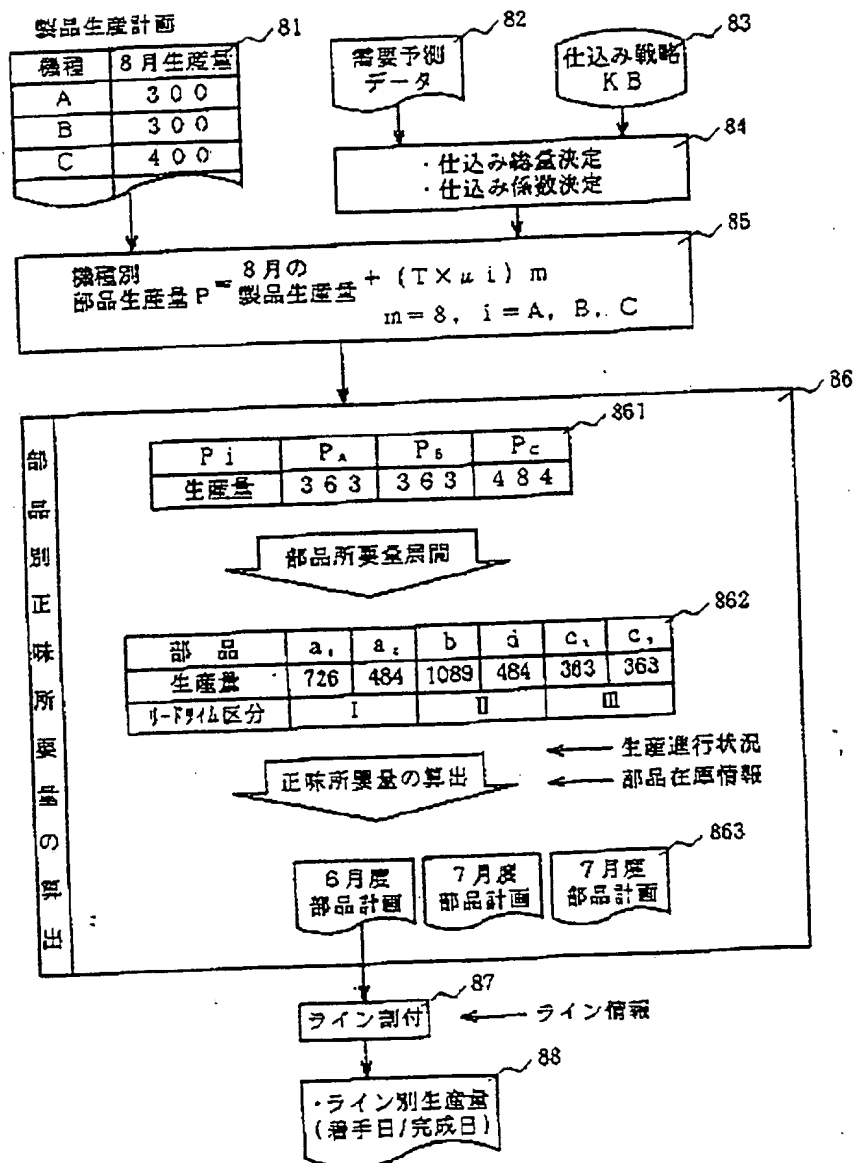 製品生産計画
81
機種 8月生産量
A 300
B 300
C 400
82
需要予測
データ
83
仕込み戦略
KB
84
・仕込み総量決定
・仕込み係数決定
85
機種別
部品生産量P=8月の製品生産量+(T×μi)m
m=8, i=A, B, C
86
部品別正味所要量の算出
861
Pi PA PB PC
生産量 363 363 484
部品所要量展開
862
部品 a₁ a₂ b d c₁ c₂
生産量 726 484 1089 484 363 363
リードタイム区分 I II III
←生産進行状況
正味所要量の算出
←部品在庫情報
863
6月度
部品計画
7月度
部品計画
7月度
部品計画
87
ライン割付
←ライン情報
88
・ライン別生産量
(着手日/完成日)